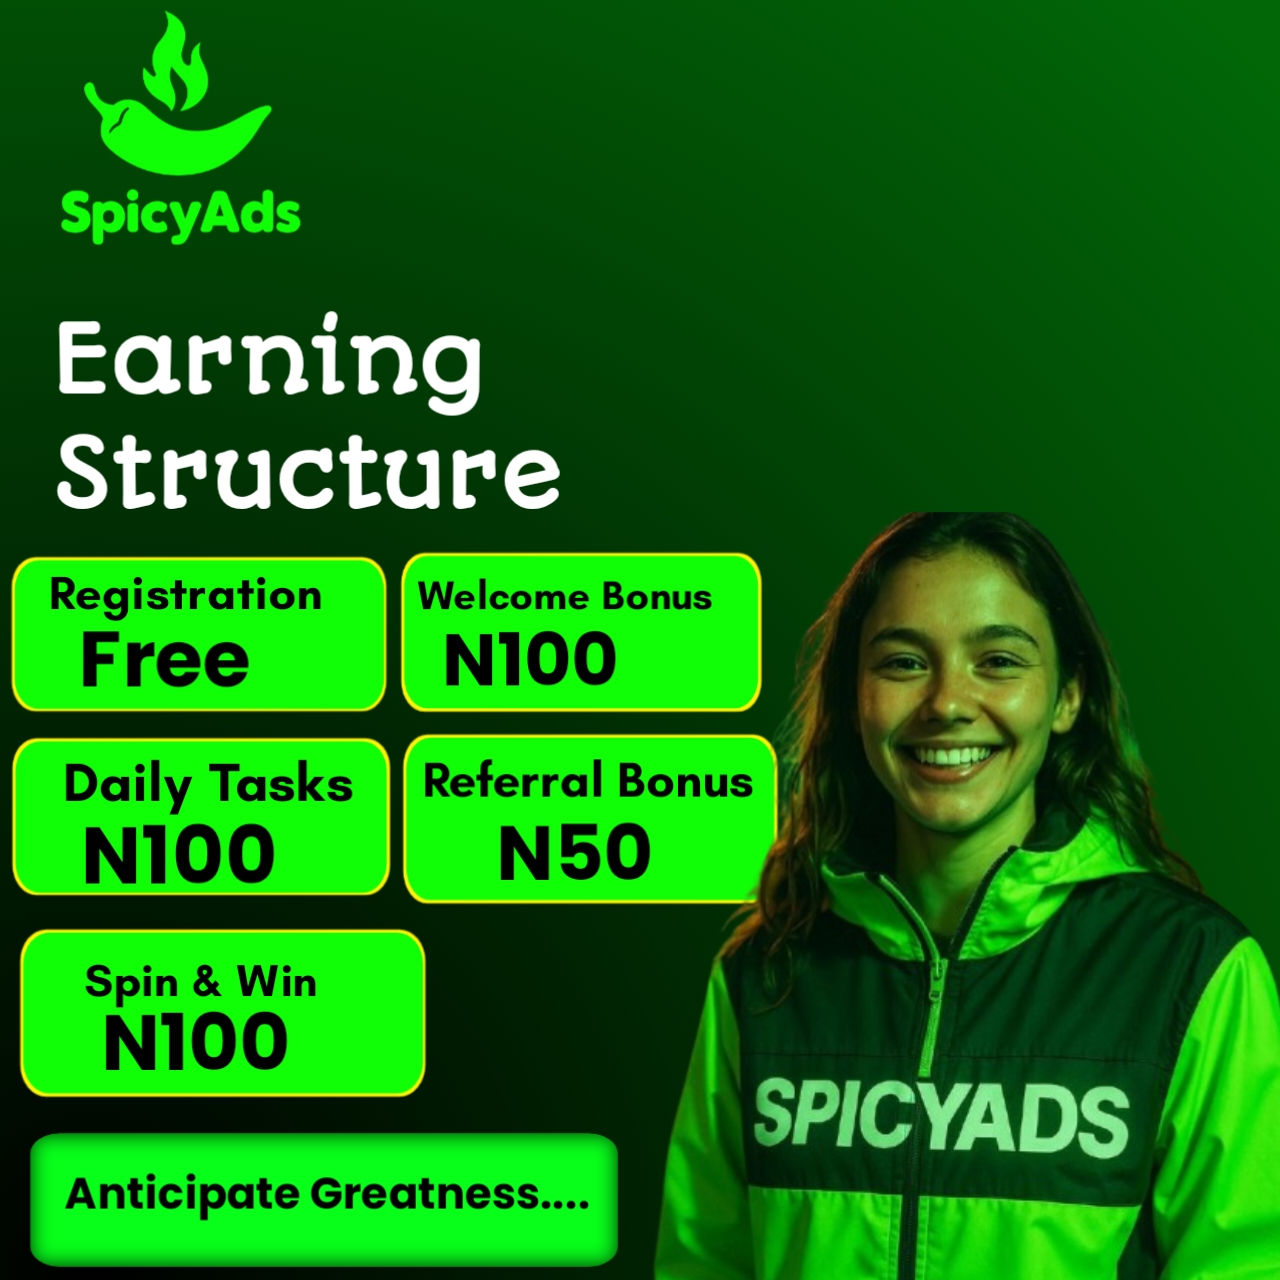 SpicyAds
Earning
Structure
Registration
Free
Welcome Bonus
N100
Daily Tasks
N100
Referral Bonus
N50
Spin & Win
N100
SPICYADS
Anticipate Greatness....